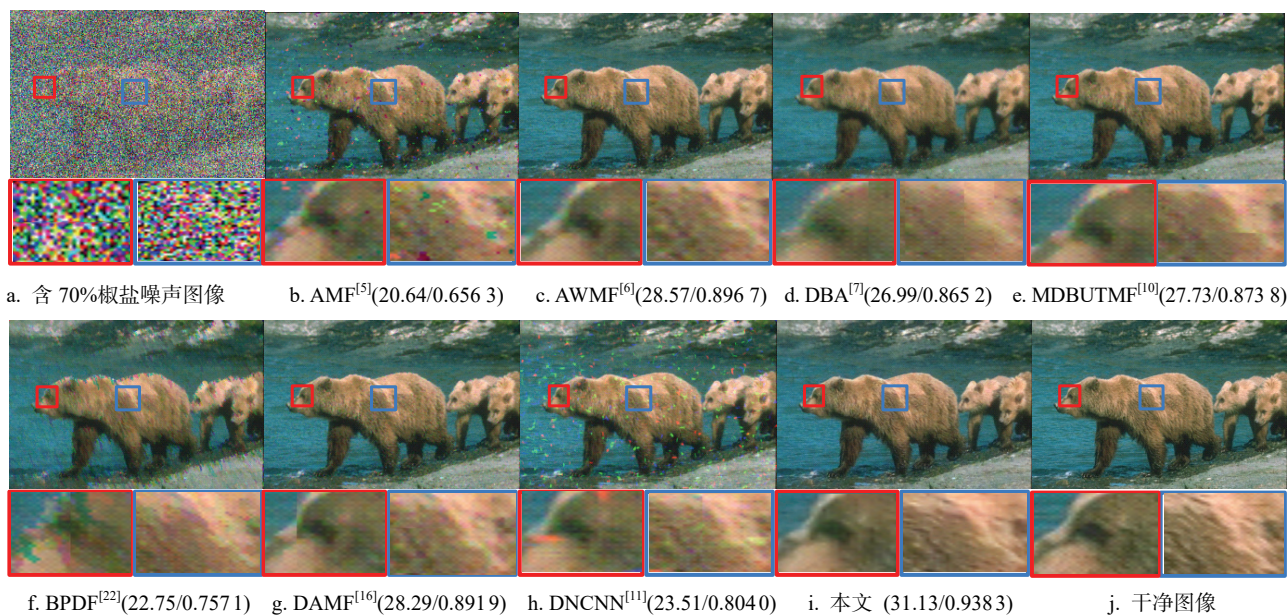 a. 含 70%椒盐噪声图像 b. AMF[5](20.64/0.656 3) c. AWMF[6](28.57/0.896 7) d. DBA[7](26.99/0.865 2) e. MDBUTMF[10](27.73/0.873 8)
f. BPDF[22](22.75/0.757 1) g. DAMF[16](28.29/0.891 9) h. DNCNN[11](23.51/0.804 0) i. 本文 (31.13/0.938 3) j. 干净图像